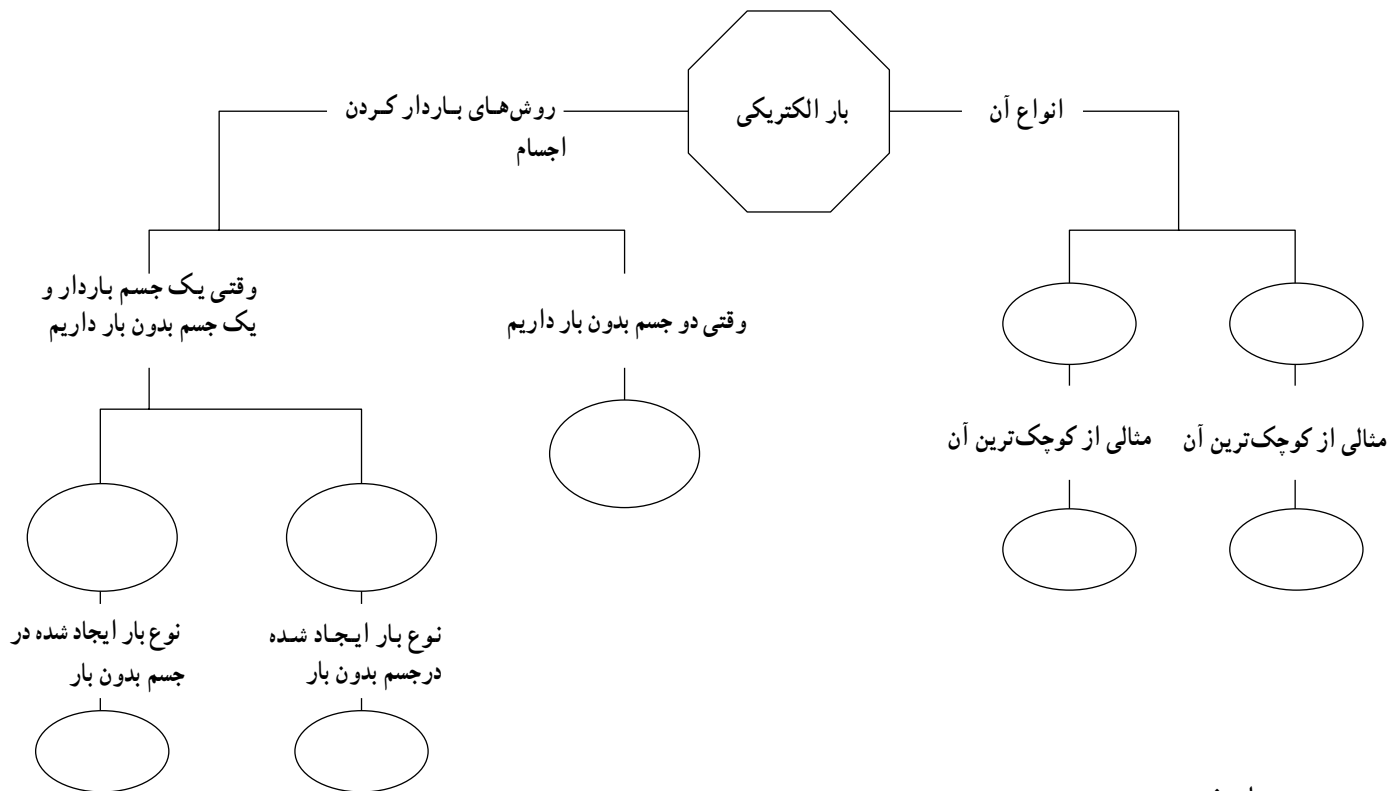 بار الکتریکی
انواع آن
روش‌های باردار کردن
اجسام
وقتی یک جسم باردار و
یک جسم بدون بار داریم
وقتی دو جسم بدون بار داریم
مثالی از کوچک‌ترین آن
مثالی از کوچک‌ترین آن
نوع بار ایجاد شده
درجسم بدون بار
نوع بار ایجاد شده در
جسم بدون بار